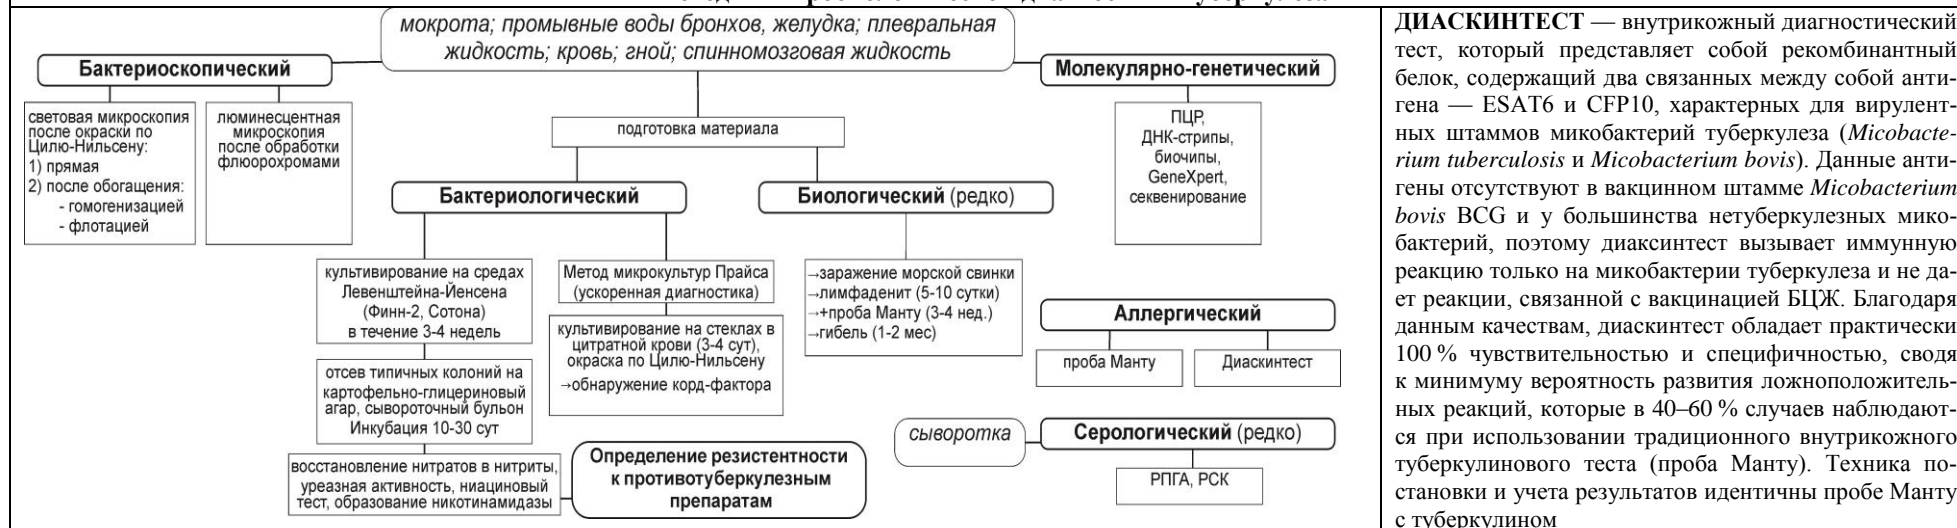 мокрота; промывные воды бронхов, желудка; плевральная
жидкость; кровь; гной; спинномозговая жидкость
Бактериоскопический
световая микроскопия
после окраски по
Цилю-Нильсену:
1) прямая
2) после обогащения:
- гомогенизацией
- флотацией
люминесцентная
микроскопия
после обработки
флюорохромами
подготовка материала
Молекулярно-генетический
ПЦР,
ДНК-стрипы,
биочипы,
GeneXpert,
секвенирование
Бактериологический
Биологический (редко)
культивирование на средах
Левенштейна-Йенсена
(Финн-2, Сотона)
в течение 3-4 недель
Метод микрокультур Прайса
(ускоренная диагностика)
→заражение морской свинки
→лимфаденит (5-10 сутки)
→+проба Манту (3-4 нед.)
→гибель (1-2 мес)
культивирование на стеклах в
цитратной крови (3-4 сут),
окраска по Цилю-Нильсену
→обнаружение корд-фактора
отсев типичных колоний на
картофельно-глицериновый
агар, сывороточный бульон
Инкубация 10-30 сут
восстановление нитратов в нитриты,
уреазная активность, ниациновый
тест, образование никотинамидазы
Определение резистентности
к противотуберкулезным
препаратам
Аллергический
проба Манту
Диаскинтест
сыворотка
Серологический (редко)
РПГА, РСК
ДИАСКИНТЕСТ — внутрикожный диагностический
тест, который представляет собой рекомбинантный
белок, содержащий два связанных между собой анти-
гена — ESAT6 и CFP10, характерных для вирулент-
ных штаммов микобактерий туберкулеза (Micobacte-
rium tuberculosis и Micobacterium bovis). Данные анти-
гены отсутствуют в вакцинном штамме Micobacterium
bovis BCG и у большинства нетуберкулезных мико-
бактерий, поэтому диаксинтест вызывает иммунную
реакцию только на микобактерии туберкулеза и не да-
ет реакции, связанной с вакцинацией БЦЖ. Благодаря
данным качествам, диаскинтест обладает практически
100 % чувствительностью и специфичностью, сводя
к минимуму вероятность развития ложноположитель-
ных реакций, которые в 40–60 % случаев наблюдают-
ся при использовании традиционного внутрикожного
туберкулинового теста (проба Манту). Техника по-
становки и учета результатов идентичны пробе Манту
с туберкулином